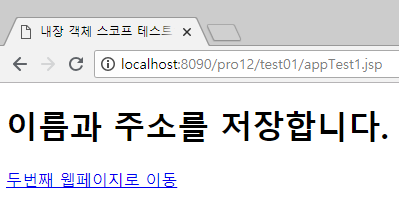 내장 객체 스코프 테스트
localhost:8090/pro12/test01/appTest1.jsp
이름과 주소를 저장합니다.
두번째 웹페이지로 이동